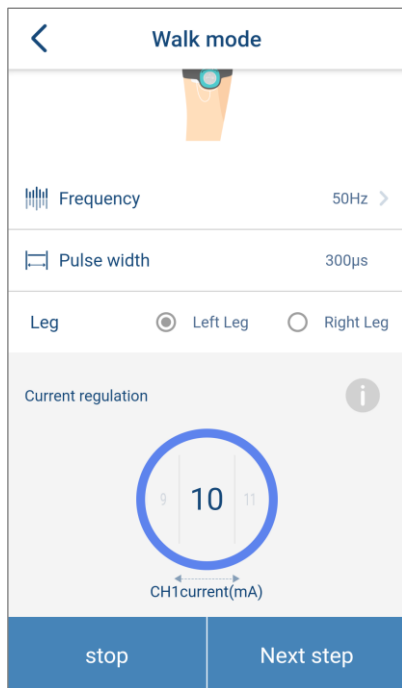 Walk mode
Frequency 50Hz
Pulse width 300µs
Leg Left Leg Right Leg
Current regulation i
9 10 11
CH1current(mA)
stop Next step